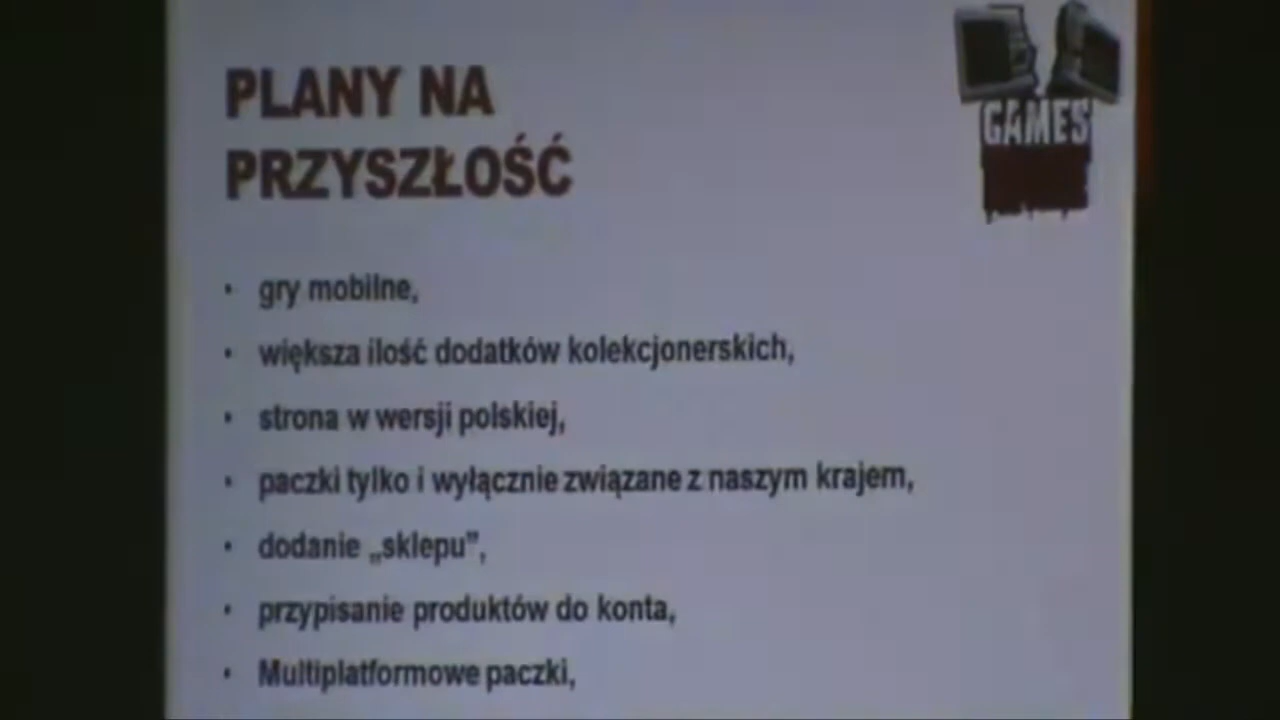 PLANY NA
PRZYSZŁOŚĆ
GAMES
• gry mobilne,
• większa ilość dodatków kolekcjonerskich,
• strona w wersji polskiej,
• paczki tylko i wyłącznie związane z naszym krajem,
• dodanie „sklepu”,
• przypisanie produktów do konta,
• Multiplatformowe paczki,